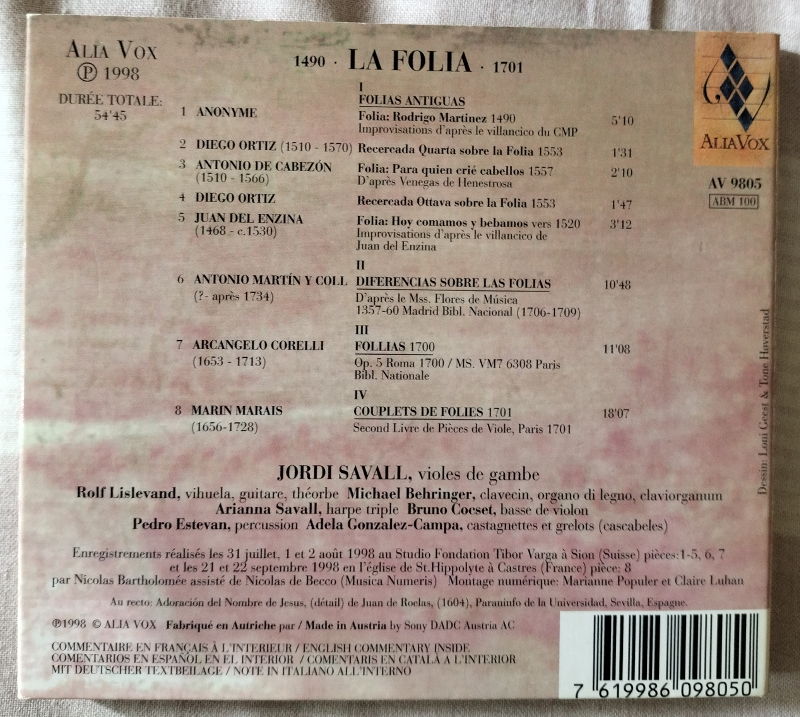 ALIA VOX
℗ 1998
DURÉE TOTALE:
54'45
1490 · LA FOLIA · 1701
I
FOLIAS ANTIGUAS
1 ANONYME Folia: Rodrigo Martinez 1490 5'10
Improvisations d'après le villancico du CMP
2 DIEGO ORTIZ (1510 - 1570) Recercada Quarta sobre la Folia 1553 1'31
3 ANTONIO DE CABEZÓN Folia: Para quien crié cabellos 1557 2'10
(1510 - 1566) D'après Venegas de Henestrosa
4 DIEGO ORTIZ Recercada Ottava sobre la Folia 1553 1'47
5 JUAN DEL ENZINA Folia: Hoy comamos y bebamos vers 1520 3'12
(1468 - c.1530) Improvisations d'après le villancico de
Juan del Enzina
II
6 ANTONIO MARTÍN Y COLL DIFERENCIAS SOBRE LAS FOLIAS 10'48
(?- après 1734) D'après le Mss. Flores de Música
1357-60 Madrid Bibl. Nacional (1706-1709)
III
7 ARCANGELO CORELLI FOLLIAS 1700 11'08
(1653 - 1713) Op. 5 Roma 1700 / MS. VM7 6308 Paris
Bibl. Nationale
IV
8 MARIN MARAIS COUPLETS DE FOLIES 1701 18'07
(1656-1728) Second Livre de Pièces de Viole, Paris 1701
ALIAVOX
AV 9805
ABM 100
Dessin: Loni Geest & Tone Høverstad
JORDI SAVALL, violes de gambe
Rolf Lislevand, vihuela, guitare, théorbe Michael Behringer, clavecin, organo di legno, claviorganum
Arianna Savall, harpe triple Bruno Cocset, basse de violon
Pedro Estevan, percussion Adela Gonzalez-Campa, castagnettes et grelots (cascabeles)
Enregistrements réalisés les 31 juillet, 1 et 2 août 1998 au Studio Fondation Tibor Varga à Sion (Suisse) pièces:1-5, 6, 7
et les 21 et 22 septembre 1998 en l'église de St.Hippolyte à Castres (France) pièce: 8
par Nicolas Bartholomée assisté de Nicolas de Becco (Musica Numeris) Montage numérique: Marianne Populer et Claire Luhan
Au recto: Adoración del Nombre de Jesus, (détail) de Juan de Roelas, (1604), Paraninfo de la Universidad, Sevilla, Espagne.
℗1998 © ALIA VOX Fabriqué en Autriche par / Made in Austria by Sony DADC Austria AG
COMMENTAIRE EN FRANÇAIS À L'INTERIEUR / ENGLISH COMMENTARY INSIDE
COMENTARIOS EN ESPAÑOL EN EL INTERIOR / COMENTARIS EN CATALÀ A L'INTERIOR
MIT DEUTSCHER TEXTBEILAGE / NOTE IN ITALIANO ALL'INTERNO
7 619986 098050